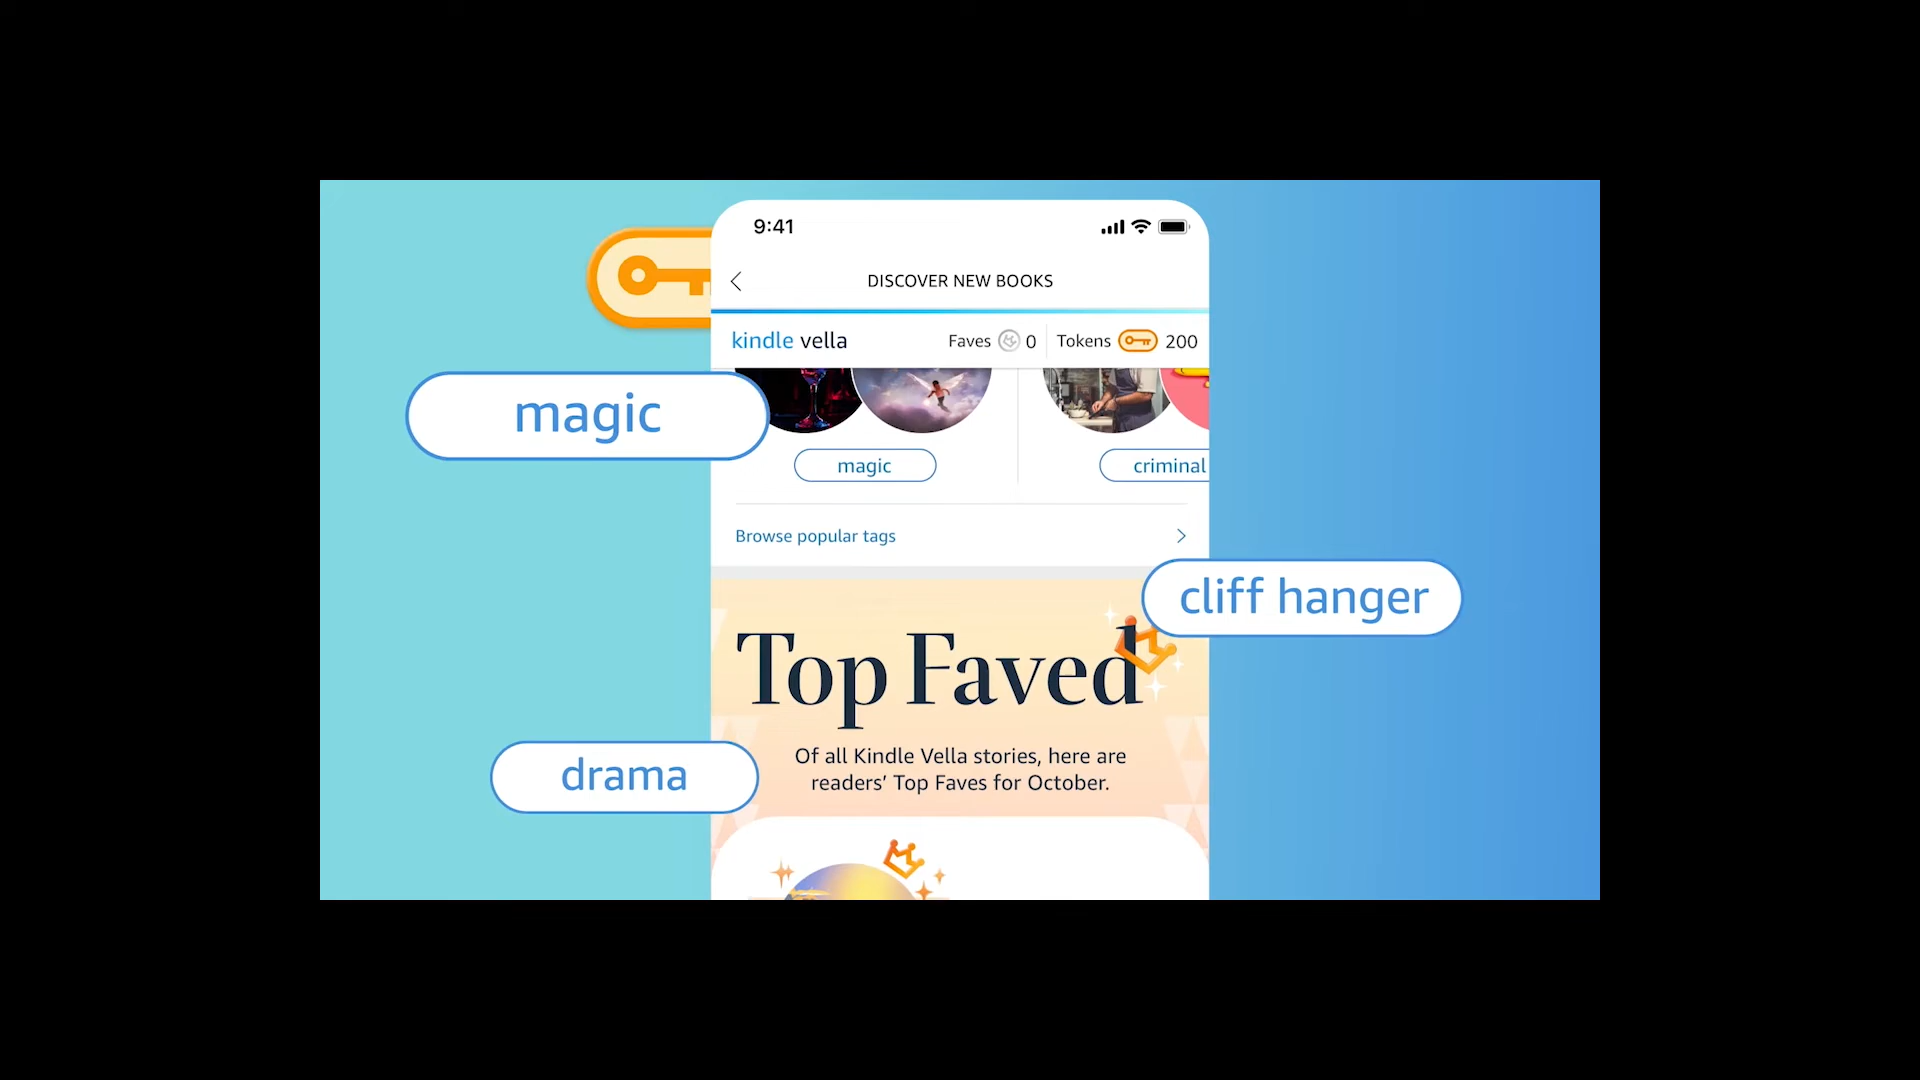 9:41
DISCOVER NEW BOOKS
kindle vella
Faves 0
Tokens 200
magic
magic
criminal
Browse popular tags
cliff hanger
Top Faved
drama
Of all Kindle Vella stories, here are
readers’ Top Faves for October.